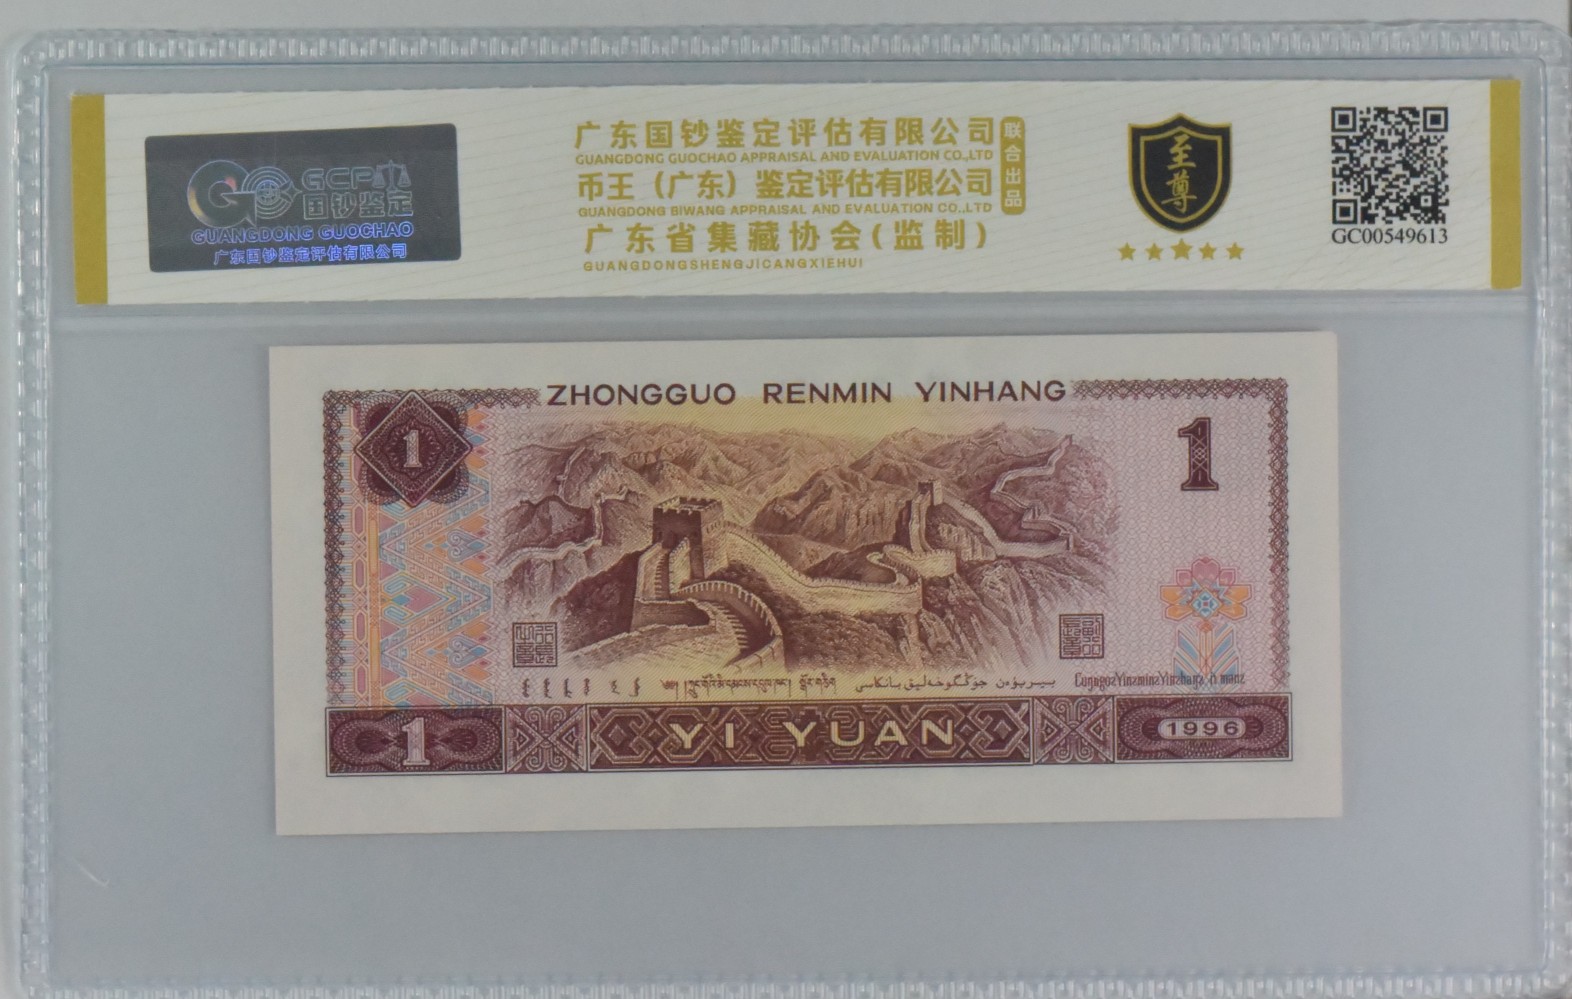 GCP
国钞鉴定
GUANGDONG GUOCHAO
广东国钞鉴定评估有限公司
广东国钞鉴定评估有限公司
GUANGDONG GUOCHAO APPRAISAL AND EVALUATION CO.,LTD
币王（广东）鉴定评估有限公司
GUANGDONG BIWANG APPRAISAL AND EVALUATION CO.,LTD
联合出品
广东省集藏协会(监制)
GUANGDONGSHENGJICANGXIEHUI
至尊
GC00549613
ZHONGGUO RENMIN YINHANG
1
1
1
YI YUAN
1996